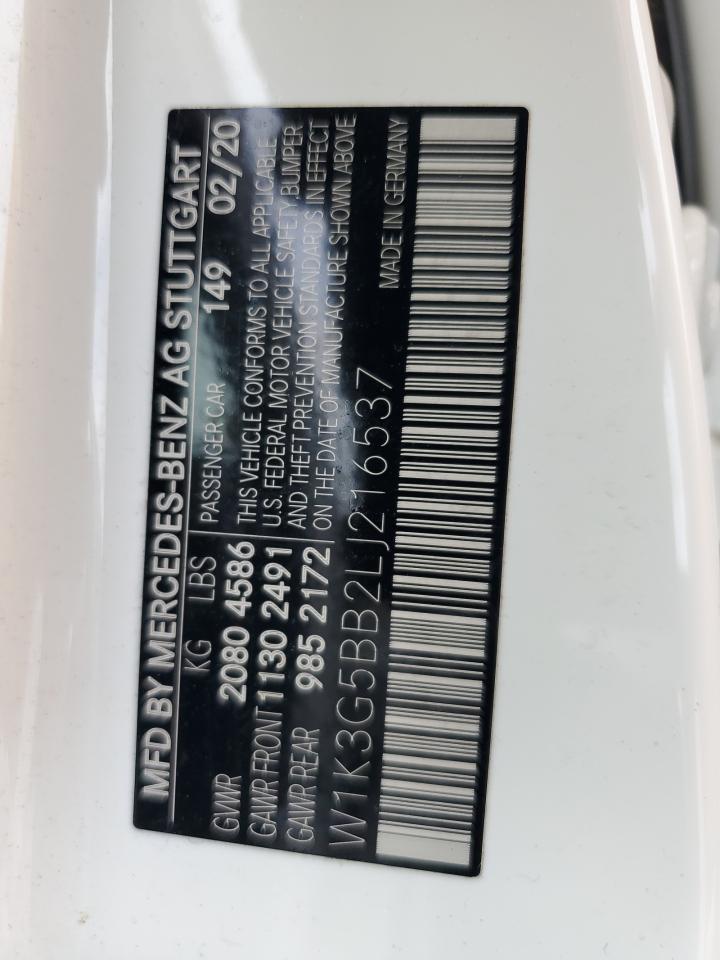 MFD BY MERCEDES-BENZ AG STUTTGART
KG LBS
GVWR 2080 4586
GAWR FRONT 1130 2491
GAWR REAR 985 2172
PASSENGER CAR 149 02/20
THIS VEHICLE CONFORMS TO ALL APPLICABLE
U.S. FEDERAL MOTOR VEHICLE SAFETY BUMPER
AND THEFT PREVENTION STANDARDS IN EFFECT
ON THE DATE OF MANUFACTURE SHOWN ABOVE
W1K3G5BB2LJ216537
MADE IN GERMANY